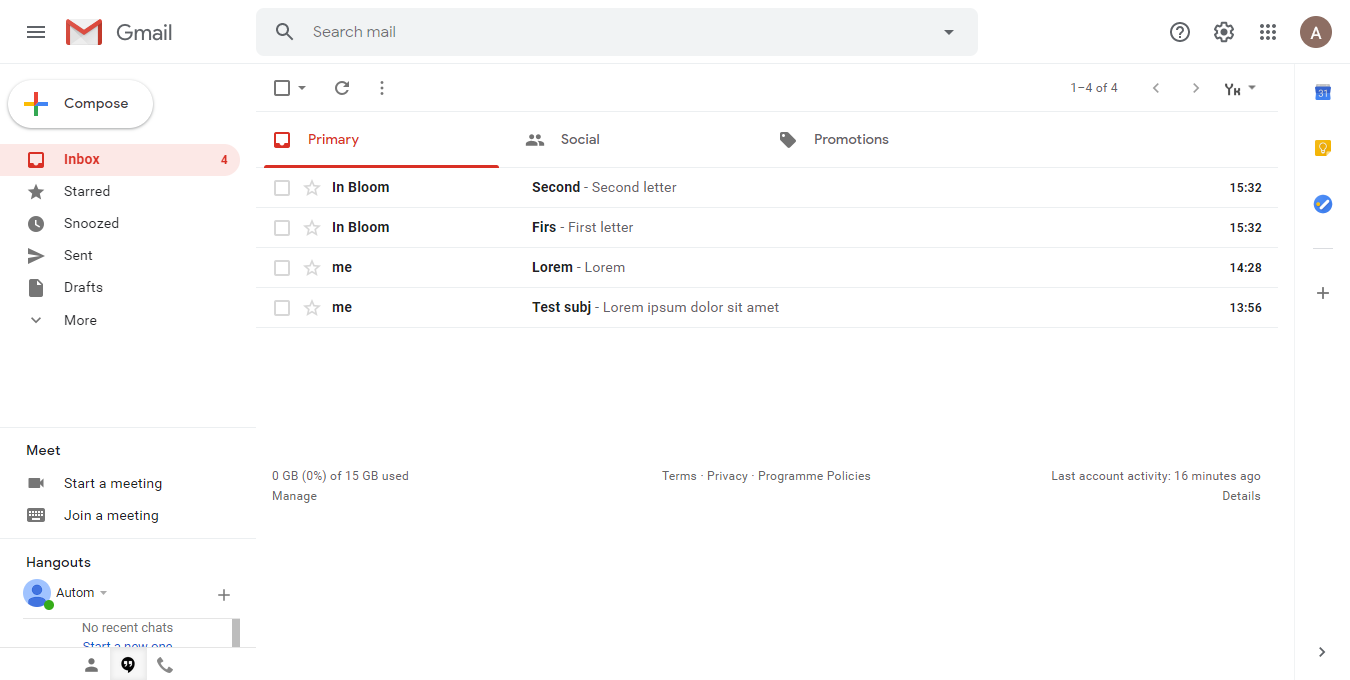 Gmail
Search mail
A
Compose
1–4 of 4
31
Primary
Social
Promotions
Inbox 4
Starred
Snoozed
Sent
Drafts
More
In Bloom Second - Second letter 15:32
In Bloom Firs - First letter 15:32
me Lorem - Lorem 14:28
me Test subj - Lorem ipsum dolor sit amet 13:56
Meet
Start a meeting
Join a meeting
0 GB (0%) of 15 GB used
Manage
Terms · Privacy · Programme Policies
Last account activity: 16 minutes ago
Details
Hangouts
Autom
No recent chats
Start a new one